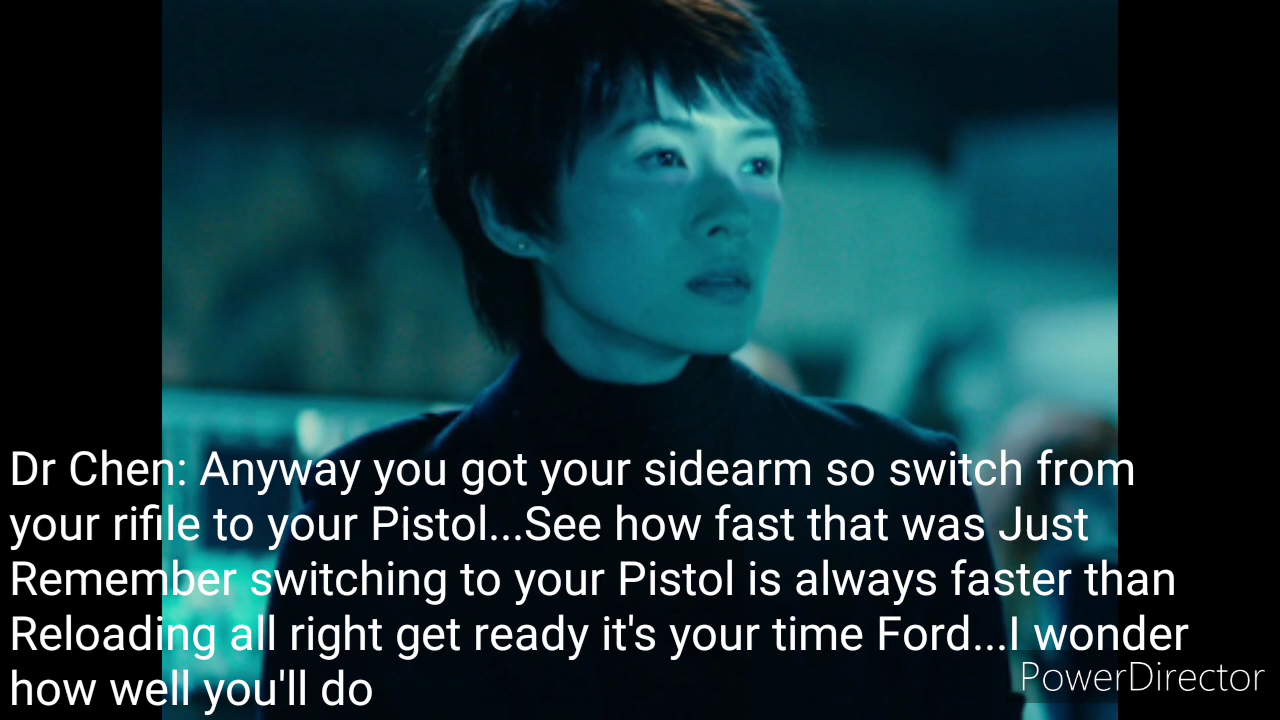 Dr Chen: Anyway you got your sidearm so switch from
your rifile to your Pistol...See how fast that was Just
Remember switching to your Pistol is always faster than
Reloading all right get ready it's your time Ford...I wonder
how well you'll do
PowerDirector